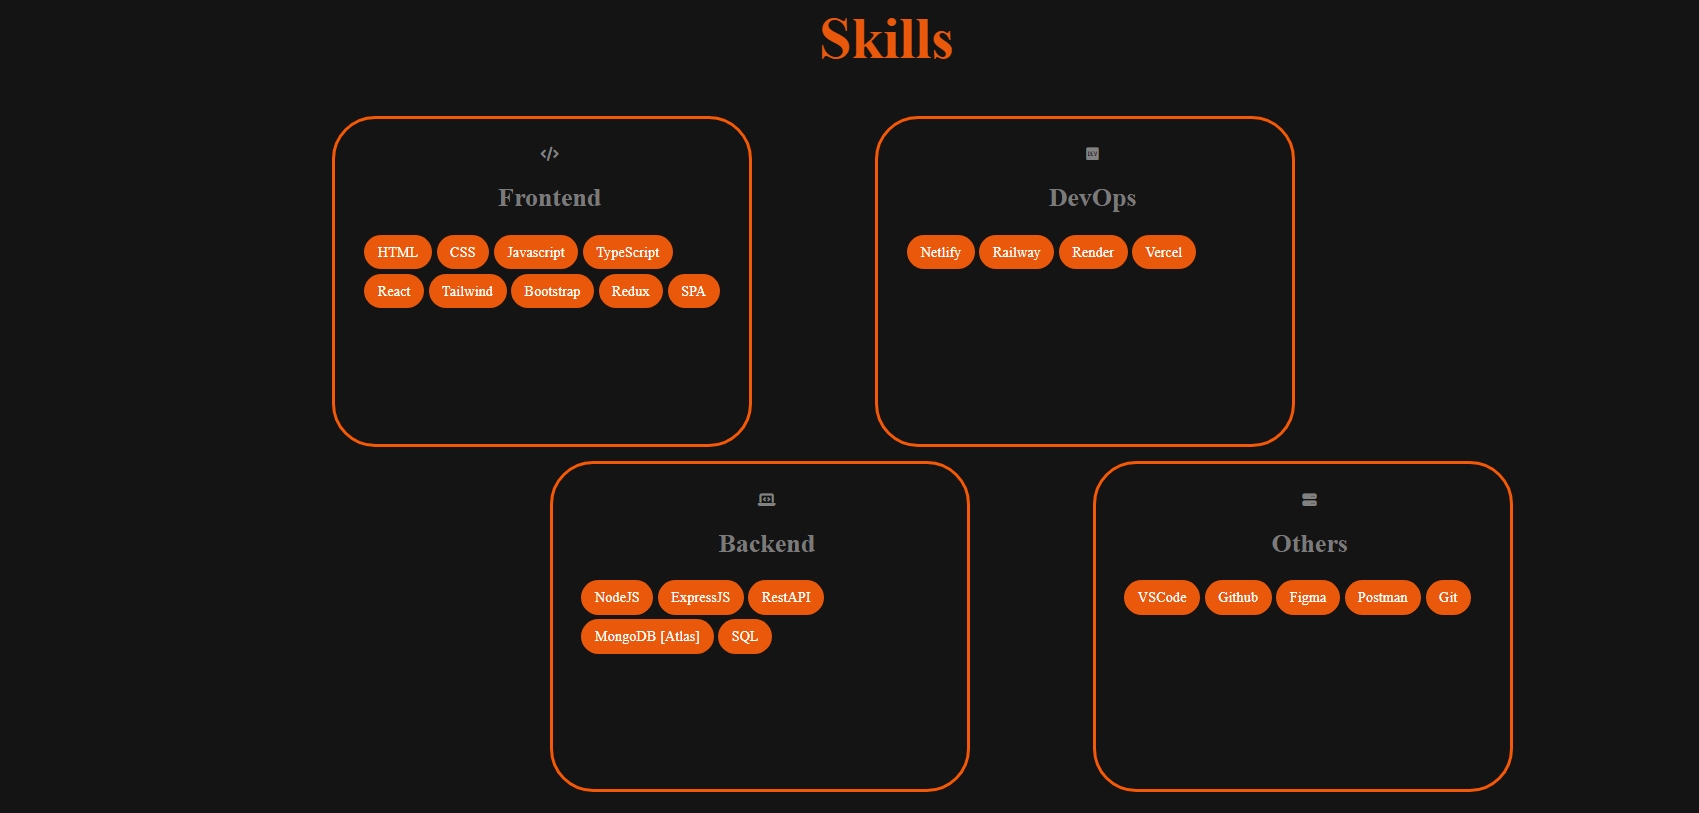 Skills
Frontend
HTML CSS Javascript TypeScript
React Tailwind Bootstrap Redux SPA
DEV
DevOps
Netlify Railway Render Vercel
Backend
NodeJS ExpressJS RestAPI
MongoDB [Atlas] SQL
Others
VSCode Github Figma Postman Git